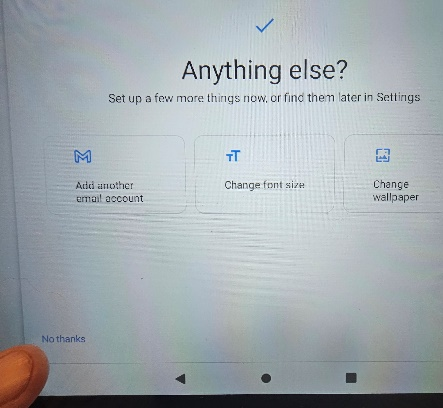 Anything else?
Set up a few more things now, or find them later in Settings
Add another
email account
Change font size
Change
wallpaper
No thanks